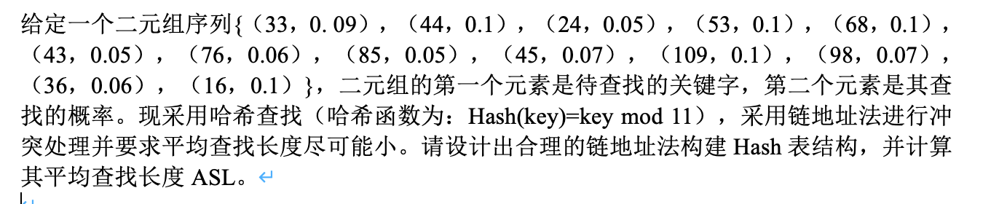 给定一个二元组序列{（33，0.09），（44，0.1），（24，0.05），（53，0.1），（68，0.1），
（43，0.05），（76，0.06），（85，0.05），（45，0.07），（109，0.1），（98，0.07），
（36，0.06），（16，0.1）}，二元组的第一个元素是待查找的关键字，第二个元素是其查
找的概率。现采用哈希查找（哈希函数为：Hash(key)=key mod 11），采用链地址法进行冲
突处理并要求平均查找长度尽可能小。请设计出合理的链地址法构建 Hash 表结构，并计算
其平均查找长度 ASL。↵